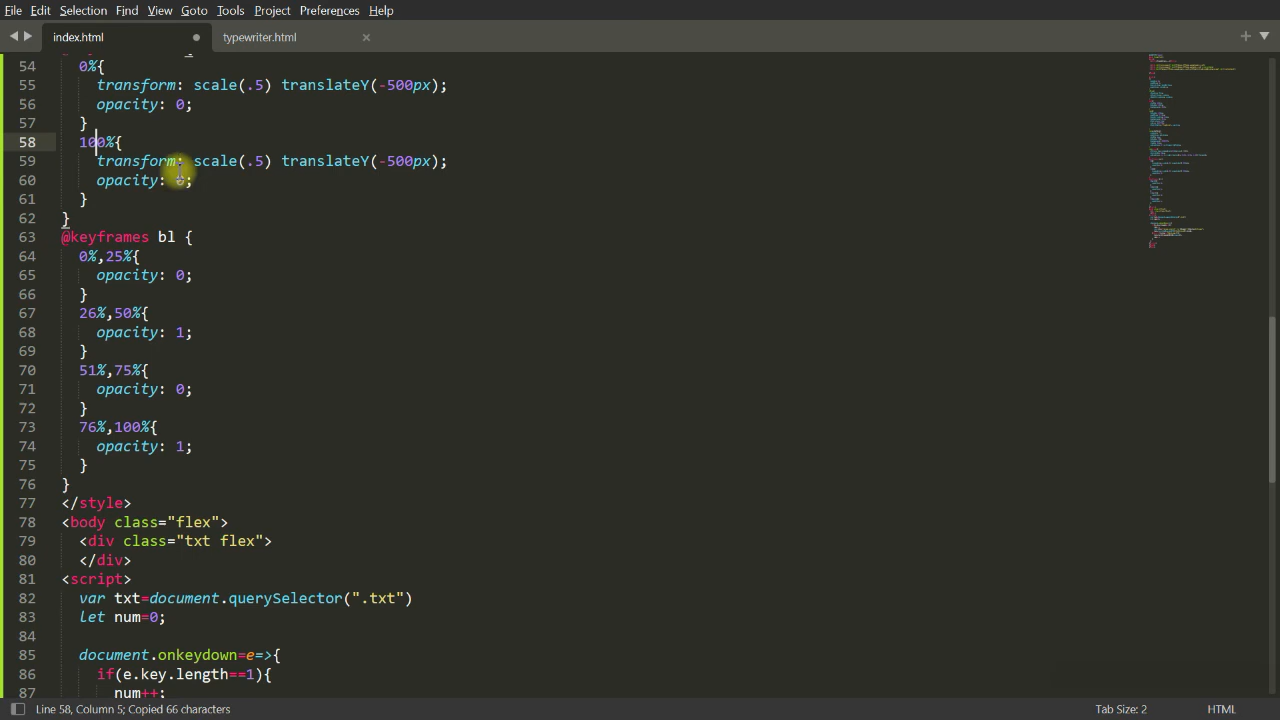 File Edit Selection Find View Goto Tools Project Preferences Help
index.html typewriter.html
54 0%{
55 transform: scale(.5) translateY(-500px);
56 opacity: 0;
57 }
58 100%{
59 transform: scale(.5) translateY(-500px);
60 opacity: 0;
61 }
62 }
63 @keyframes bl {
64 0%,25%{
65 opacity: 0;
66 }
67 26%,50%{
68 opacity: 1;
69 }
70 51%,75%{
71 opacity: 0;
72 }
73 76%,100%{
74 opacity: 1;
75 }
76 }
77 </style>
78 <body class="flex">
79 <div class="txt flex">
80 </div>
81 <script>
82 var txt=document.querySelector(".txt")
83 let num=0;
84
85 document.onkeydown=e=>{
86 if(e.key.length==1){
87 num++;
Line 58, Column 5; Copied 66 characters Tab Size: 2 HTML